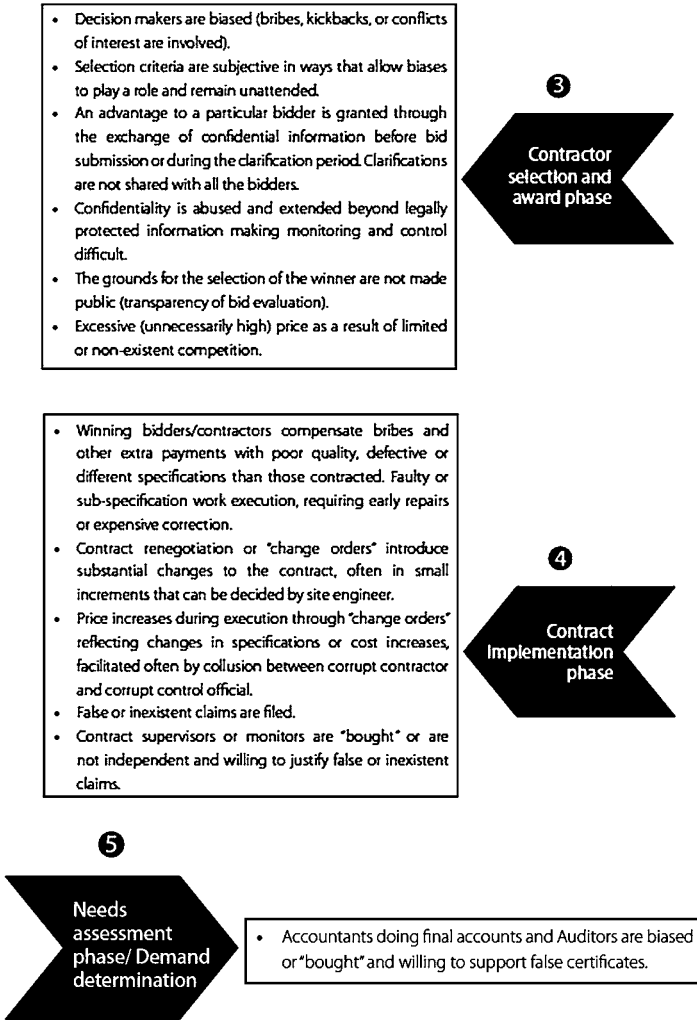 • Decision makers are biased (bribes, kickbacks, or conflicts
of interest are involved).
• Selection criteria are subjective in ways that allow biases
to play a role and remain unattended.
• An advantage to a particular bidder is granted through
the exchange of confidential information before bid
submission or during the clarification period. Clarifications
are not shared with all the bidders.
• Confidentiality is abused and extended beyond legally
protected information making monitoring and control
difficult.
• The grounds for the selection of the winner are not made
public (transparency of bid evaluation).
• Excessive (unnecessarily high) price as a result of limited
or non-existent competition.
3
Contractor
selection and
award phase
• Winning bidders/contractors compensate bribes and
other extra payments with poor quality, defective or
different specifications than those contracted. Faulty or
sub-specification work execution, requiring early repairs
or expensive correction.
• Contract renegotiation or "change orders" introduce
substantial changes to the contract, often in small
increments that can be decided by site engineer.
• Price increases during execution through "change orders"
reflecting changes in specifications or cost increases,
facilitated often by collusion between corrupt contractor
and corrupt control official.
• False or inexistent claims are filed.
• Contract supervisors or monitors are "bought" or are
not independent and willing to justify false or inexistent
claims.
4
Contract
Implementation
phase
5
Needs
assessment
phase/ Demand
determination
• Accountants doing final accounts and Auditors are biased
or "bought" and willing to support false certificates.